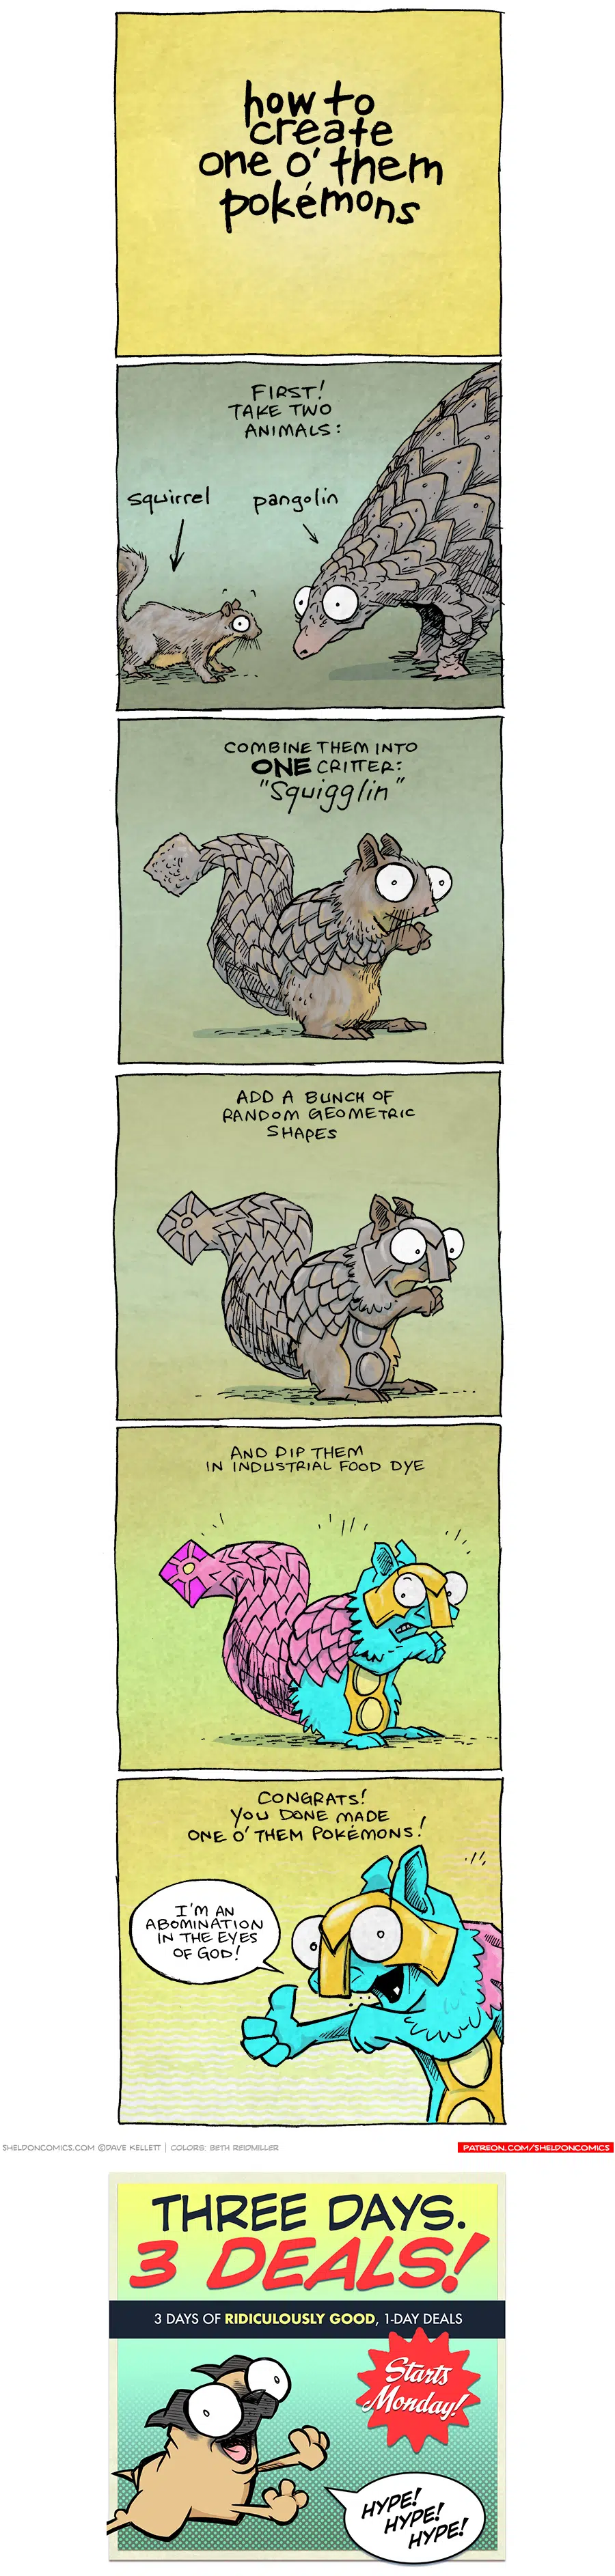 how to
create
one o' them
pokémons
FIRST!
TAKE TWO
ANIMALS:
squirrel
pangolin
COMBINE THEM INTO
ONE CRITTER:
"Squigglin"
ADD A BUNCH OF
RANDOM GEOMETRIC
SHAPES
AND DIP THEM
IN INDUSTRIAL FOOD DYE
CONGRATS!
YOU DONE MADE
ONE O' THEM POKÉMONS!
I'M AN
ABOMINATION
IN THE EYES
OF GOD!
SHELDONCOMICS.COM ©DAVE KELLETT | COLORS: BETH REIDMILLER
PATREON.COM/SHELDONCOMICS
THREE DAYS.
3 DEALS!
3 DAYS OF RIDICULOUSLY GOOD, 1-DAY DEALS
Starts
Monday!
HYPE!
HYPE!
HYPE!